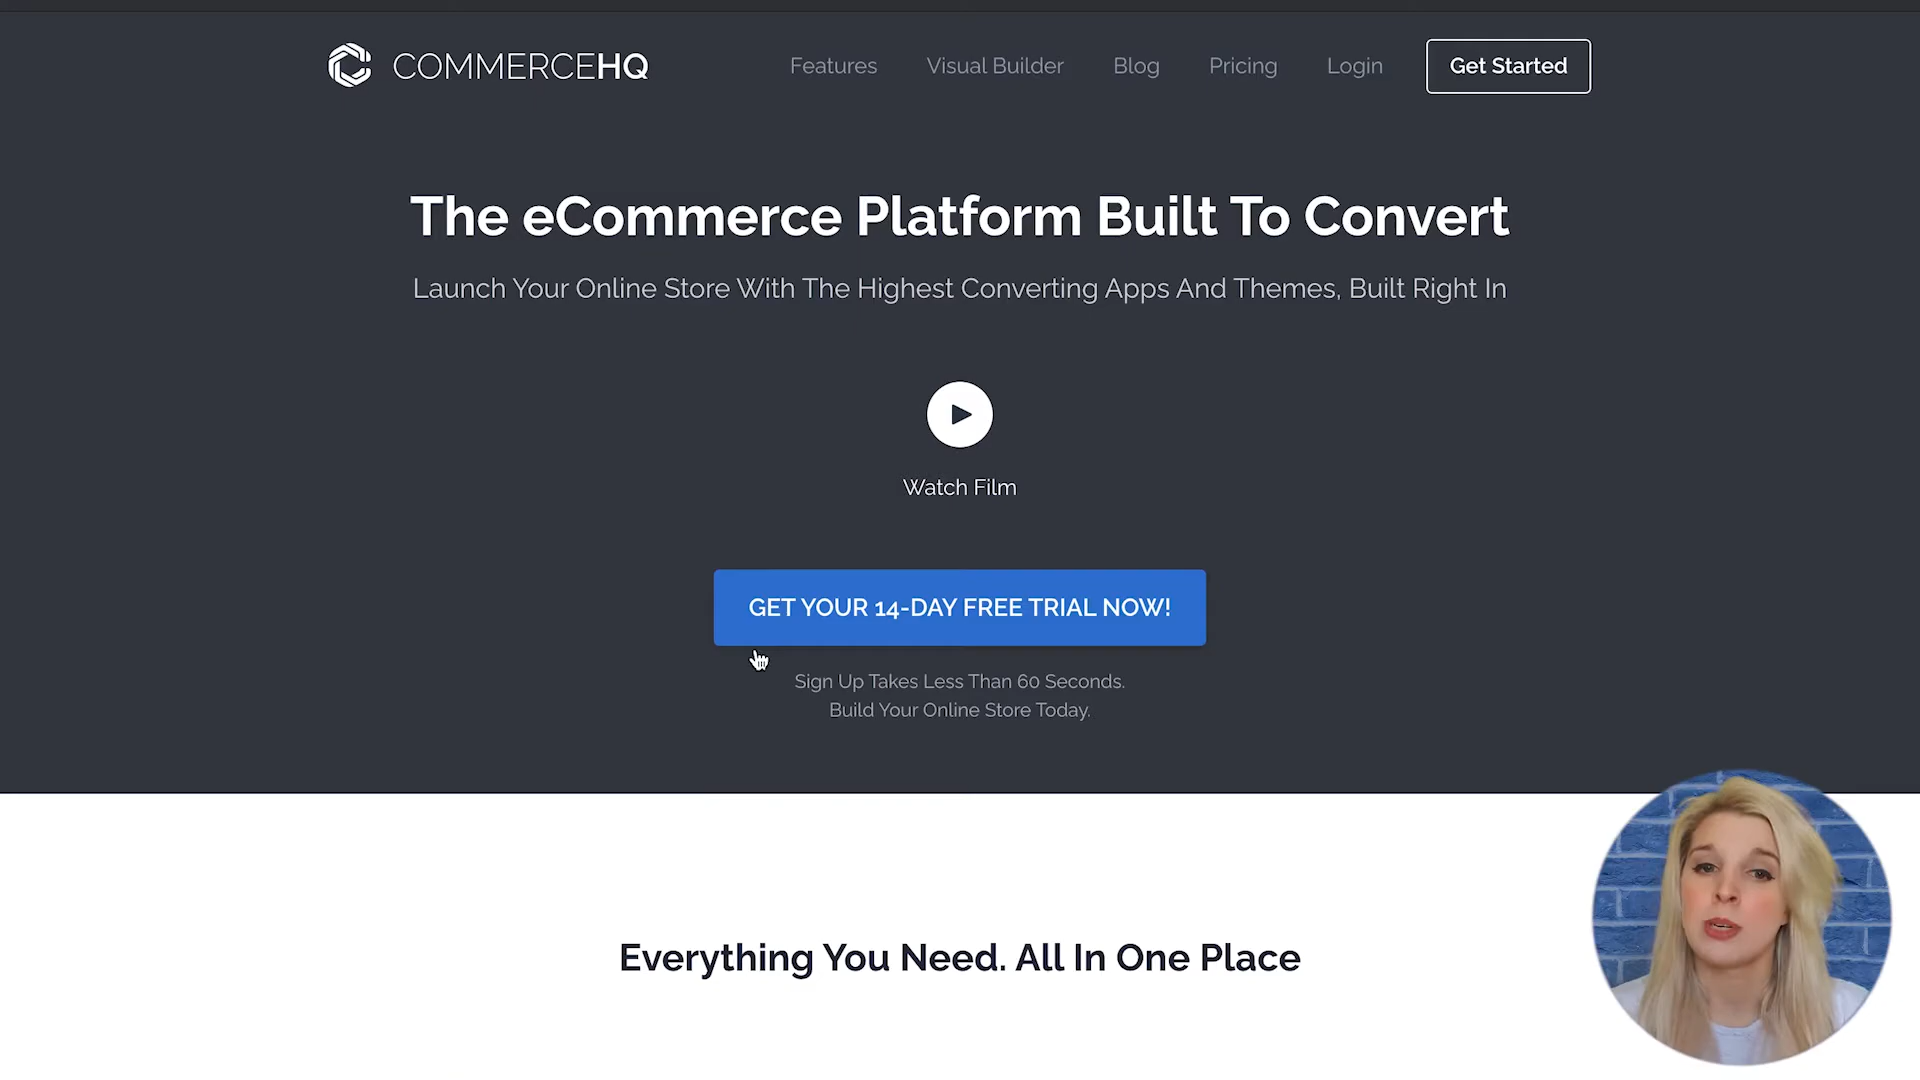 COMMERCEHQ
Features
Visual Builder
Blog
Pricing
Login
Get Started
The eCommerce Platform Built To Convert
Launch Your Online Store With The Highest Converting Apps And Themes, Built Right In
Watch Film
GET YOUR 14-DAY FREE TRIAL NOW!
Sign Up Takes Less Than 60 Seconds.
Build Your Online Store Today.
Everything You Need. All In One Place